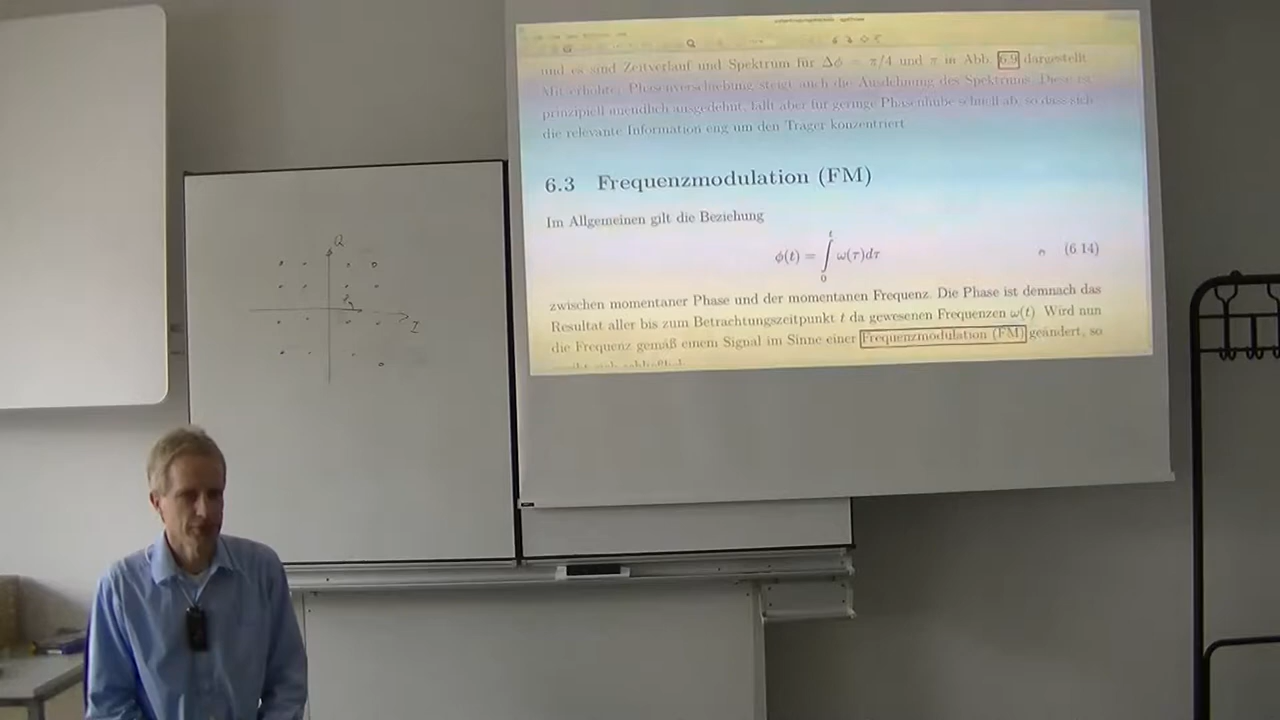 und es sind Zeitverlauf und Spektrum für Δϕ = π/4 und π in Abb. 6.9 dargestellt
Mit erhöhter Phasenverschiebung steigt auch die Ausdehnung des Spektrums. Diese ist
prinzipiell unendlich ausgedehnt, fällt aber für geringe Phasenhübe schnell ab, so dass sich
die relevante Information eng um den Träger konzentriert
6.3 Frequenzmodulation (FM)
Im Allgemeinen gilt die Beziehung
ϕ(t) = ∫₀ᵗ ω(τ)dτ (6.14)
zwischen momentaner Phase und der momentanen Frequenz. Die Phase ist demnach das
Resultat aller bis zum Betrachtungszeitpunkt t da gewesenen Frequenzen ω(t). Wird nun
die Frequenz gemäß einem Signal im Sinne einer Frequenzmodulation (FM) geändert, so
Q
I